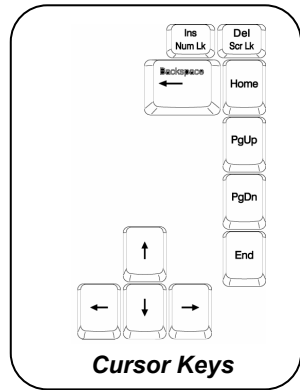 Ins Del
Num Lk Scr Lk
Backspace
Home
PgUp
PgDn
End
Cursor Keys